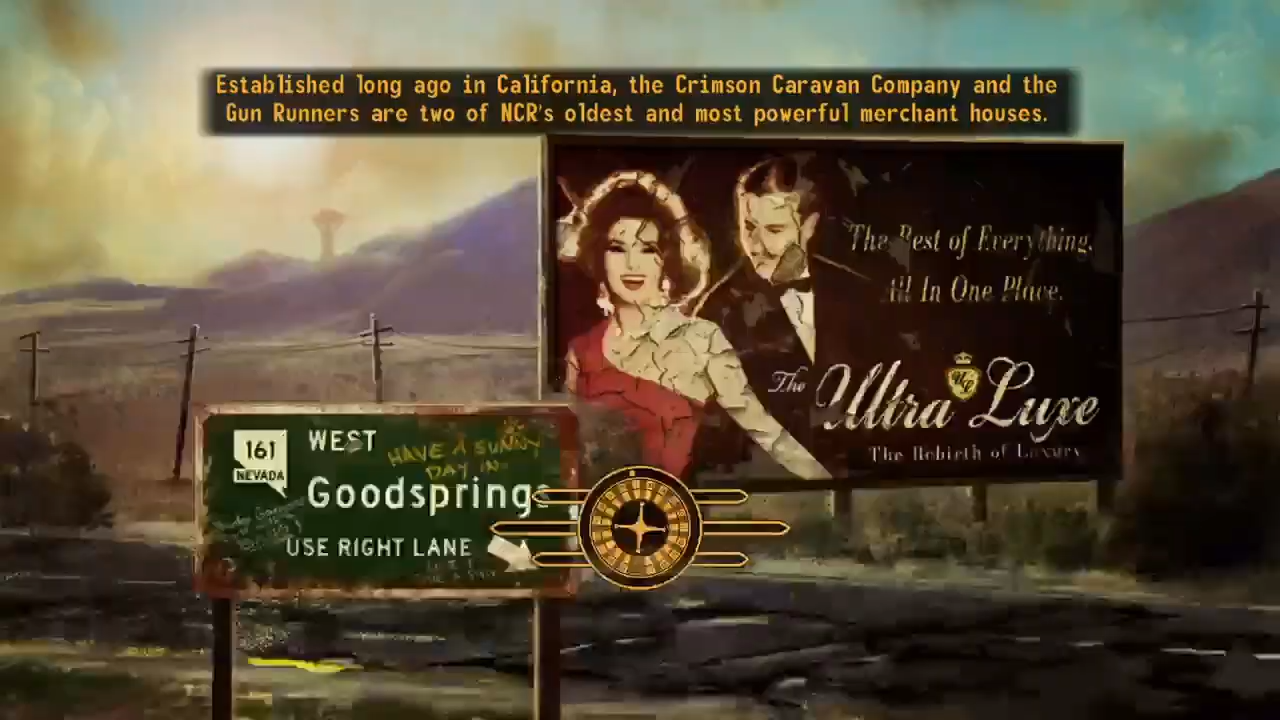 Established long ago in California, the Crimson Caravan Company and the
Gun Runners are two of NCR's oldest and most powerful merchant houses.
The Best of Everything.
All In One Place.
The Ultra Luxe
The Rebirth of Luxury
161
NEVADA
WEST
HAVE A SUNNY
DAY IN
Goodsprings
USE RIGHT LANE